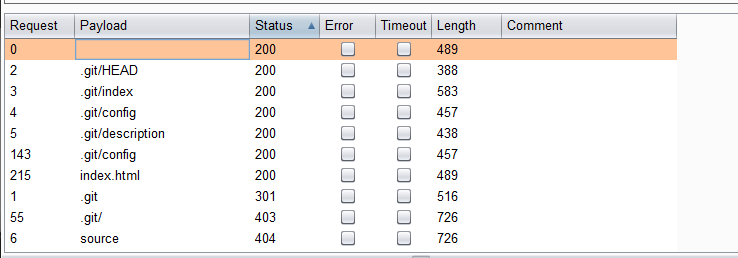 Request Payload Status Error Timeout Length Comment
0 200 489
2 .git/HEAD 200 388
3 .git/index 200 583
4 .git/config 200 457
5 .git/description 200 438
143 .git/config 200 457
215 index.html 200 489
1 .git 301 516
55 .git/ 403 726
6 source 404 726